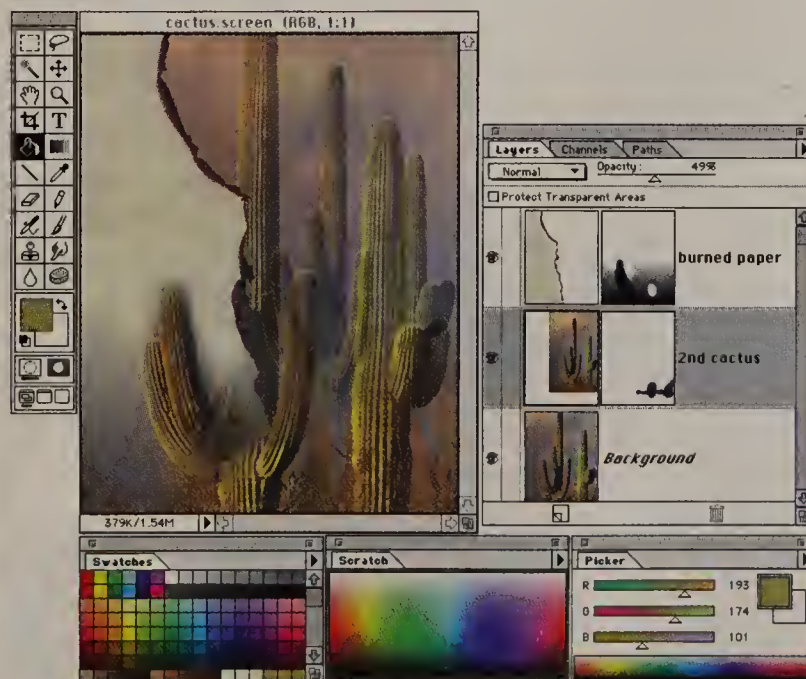 cactus.screen (RGB, 1:1)
T
379K/1.54M
Layers Channels Paths
Normal Opacity: 49%
Protect Transparent Areas
burned paper
2nd cactus
Background
Swatches
Scratch
Picker
R 193
G 174
B 101